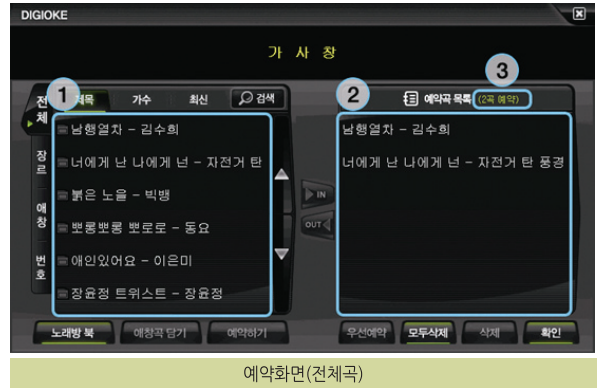 DIGIOKE
가 사 창
전체
장르
애창
번호
1 제목 가수 최신 검색
남행열차 – 김수희
너에게 난 나에게 넌 – 자전거 탄
붉은 노을 – 빅뱅
뽀롱뽀롱 뽀로로 – 동요
애인있어요 – 이은미
장윤정 트위스트 – 장윤정
IN
OUT
3
2 예약곡 목록 (2곡 예약)
남행열차 – 김수희
너에게 난 나에게 넌 – 자전거 탄 풍경
노래방 북 애창곡 담기 예약하기
우선예약 모두삭제 삭제 확인
예약화면(전체곡)